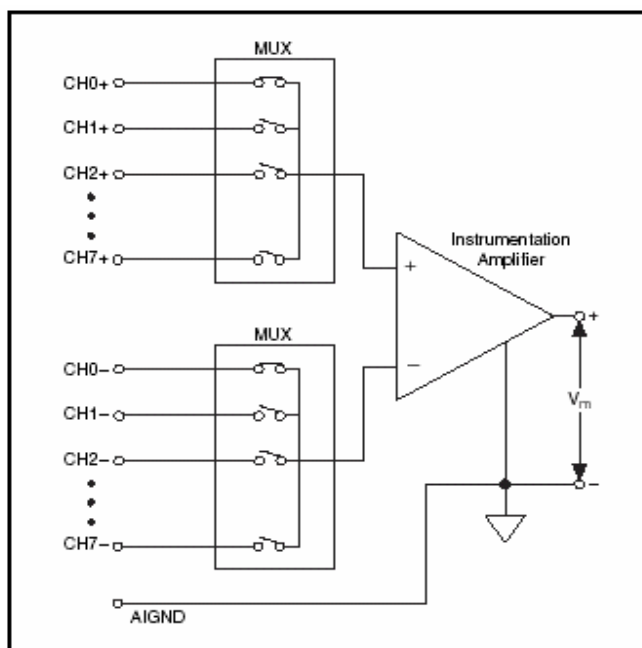 MUX
CH0+
CH1+
CH2+
CH7+
Instrumentation
Amplifier
+
−
+
Vm
−
MUX
CH0−
CH1−
CH2−
CH7−
AIGND